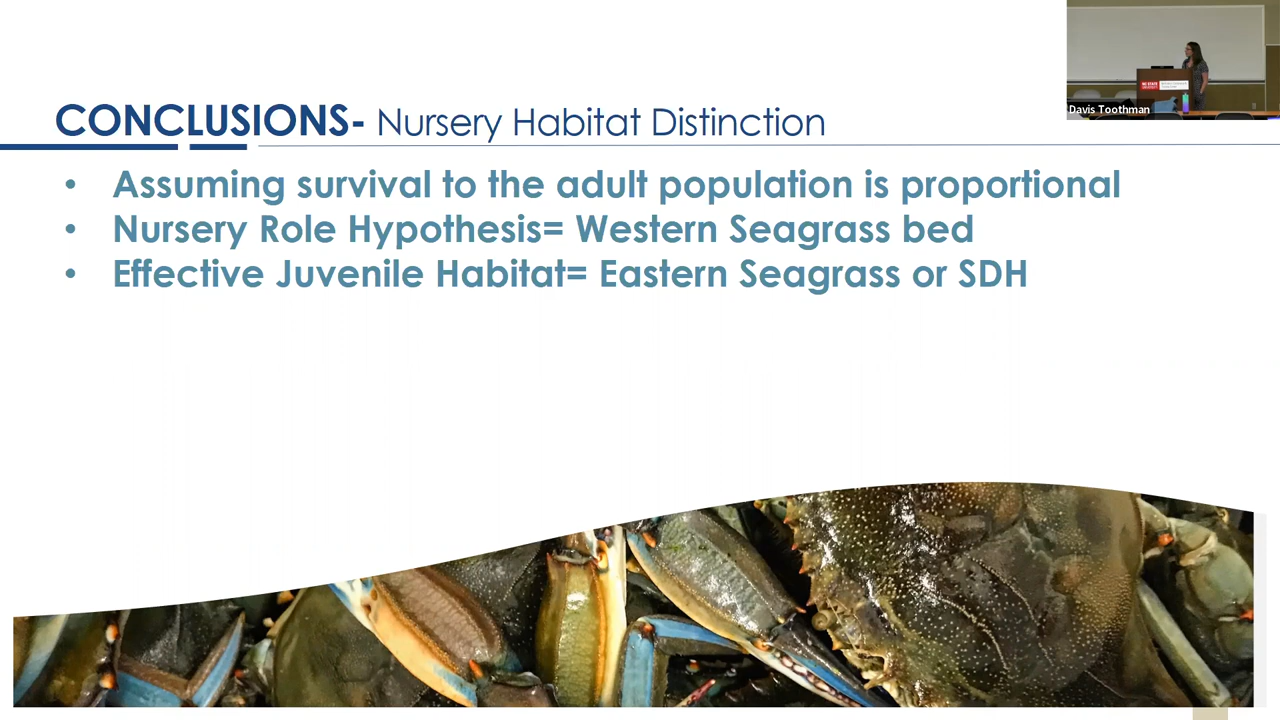 CONCLUSIONS- Nursery Habitat Distinction
• Assuming survival to the adult population is proportional
• Nursery Role Hypothesis= Western Seagrass bed
• Effective Juvenile Habitat= Eastern Seagrass or SDH
Davis Toothman